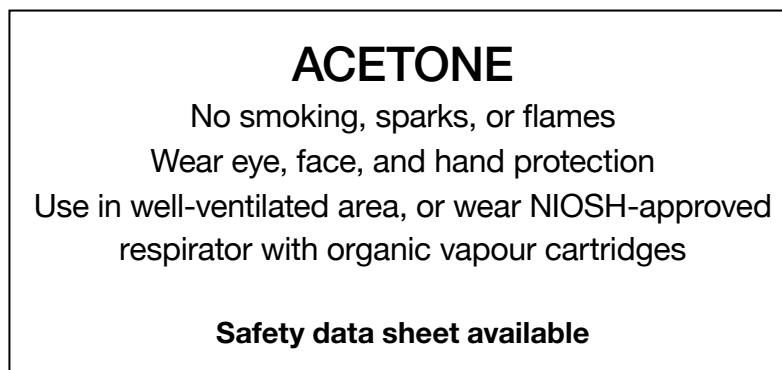 ACETONE
No smoking, sparks, or flames
Wear eye, face, and hand protection
Use in well-ventilated area, or wear NIOSH-approved
respirator with organic vapour cartridges
Safety data sheet available